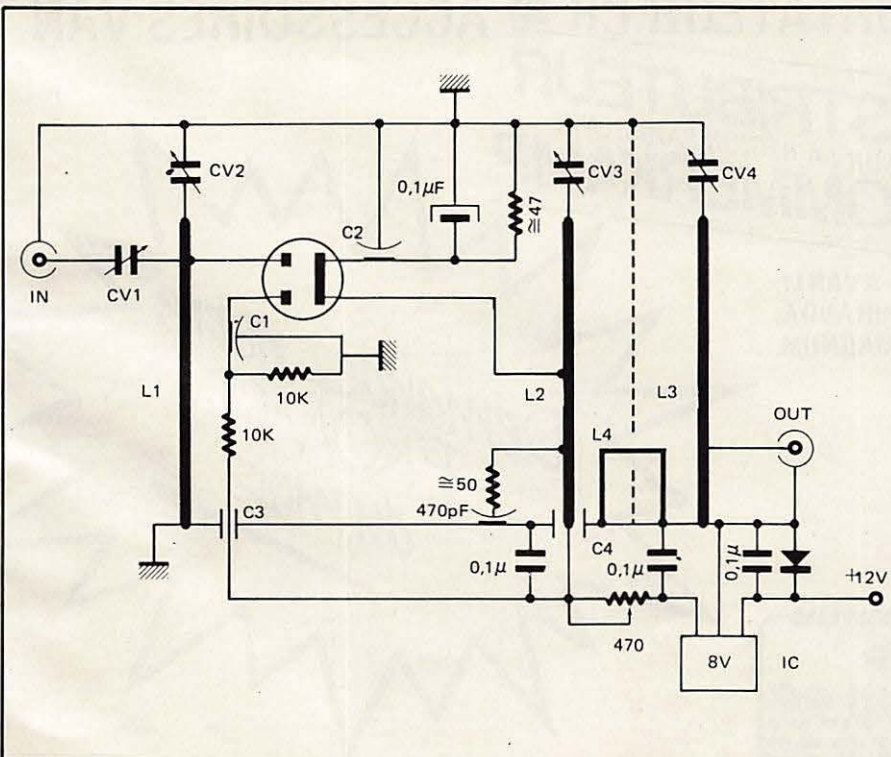 CV2
0,1µF
C2
≅47
CV3
CV4
IN
CV1
C1
10K
L1
L2
L3
10K
L4
OUT
≅50
470pF
C3
0,1µ
C4
0,1µ
0,1µ
+12V
470
8V
IC